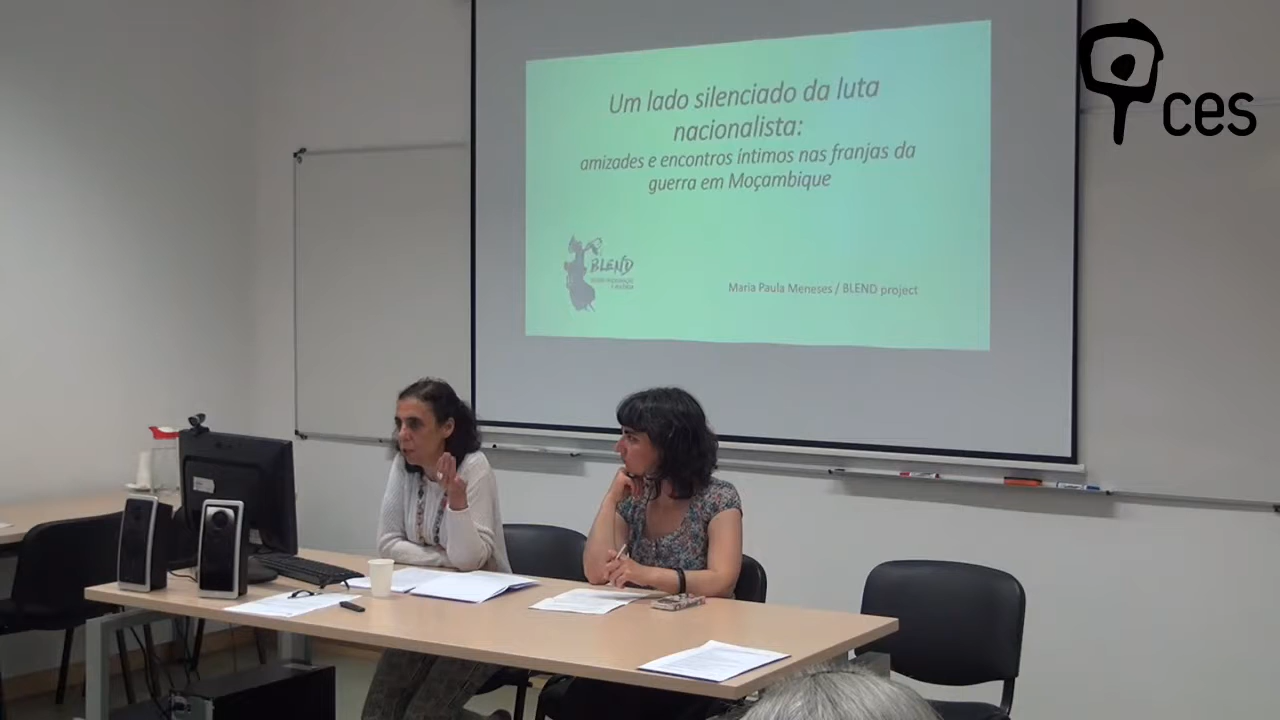 Um lado silenciado da luta
nacionalista:
amizades e encontros íntimos nas franjas da
guerra em Moçambique
BLEND
Maria Paula Meneses / BLEND project
ces